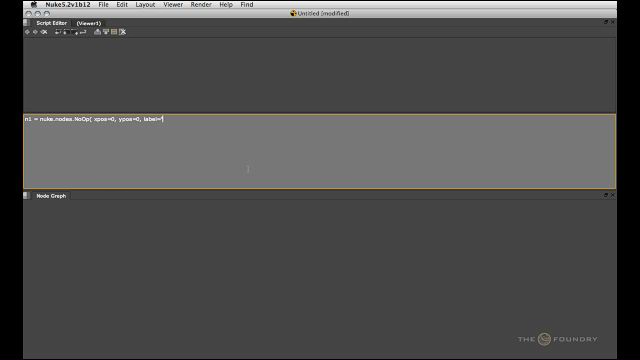 Nuke5.2v1b12 File Edit Layout Viewer Render Help Find
Untitled [modified]
Script Editor (Viewer1)
n1 = nuke.nodes.NoOp( xpos=0, ypos=0, label='
Node Graph
THE FOUNDRY